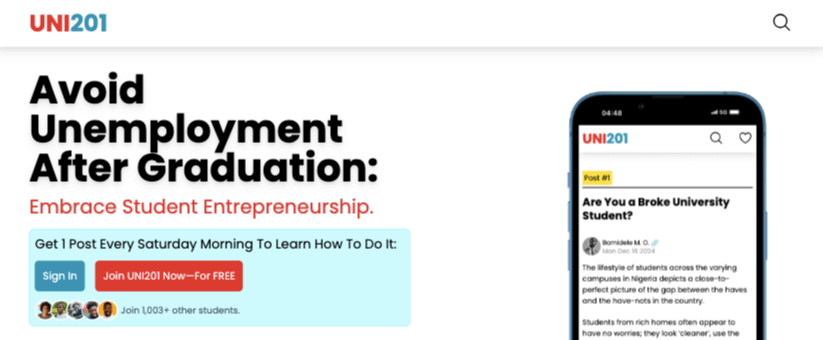 UNI201
Avoid
Unemployment
After Graduation:
Embrace Student Entrepreneurship.
Get 1 Post Every Saturday Morning To Learn How To Do It:
Sign In
Join UNI201 Now—For FREE
Join 1,003+ other students.
04:48
5G
UNI201
Post #1
Are You a Broke University
Student?
Bamidele M. O.
Mon Dec 16 2024
The lifestyle of students across the varying
campuses in Nigeria depicts a close-to-
perfect picture of the gap between the haves
and the have-nots in the country.
Students from rich homes often appear to
have no worries; they look 'cleaner', use the